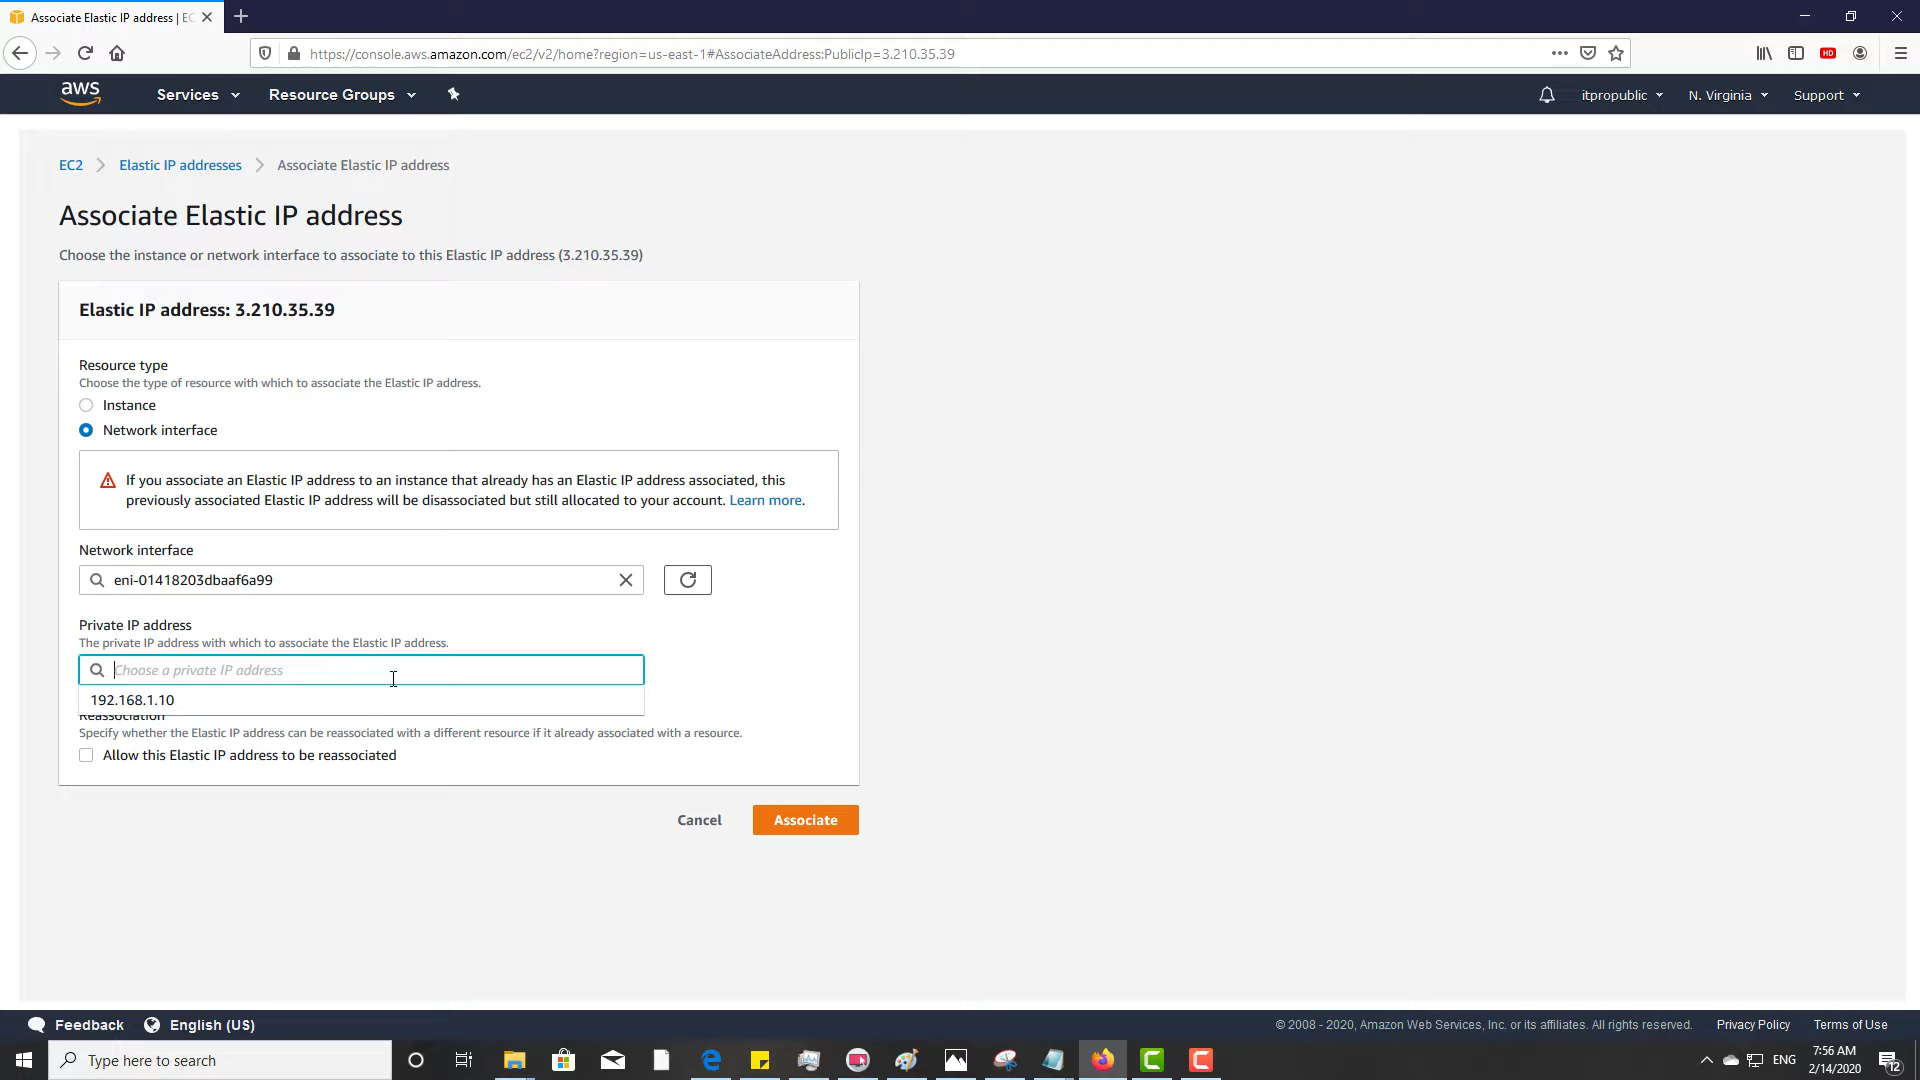 Associate Elastic IP address | EC
https://console.aws.amazon.com/ec2/v2/home?region=us-east-1#AssociateAddress:PublicIp=3.210.35.39
HD
aws
Services
Resource Groups
itpropublic
N. Virginia
Support
EC2
Elastic IP addresses
Associate Elastic IP address
Associate Elastic IP address
Choose the instance or network interface to associate to this Elastic IP address (3.210.35.39)
Elastic IP address: 3.210.35.39
Resource type
Choose the type of resource with which to associate the Elastic IP address.
Instance
Network interface
If you associate an Elastic IP address to an instance that already has an Elastic IP address associated, this
previously associated Elastic IP address will be disassociated but still allocated to your account. Learn more.
Network interface
eni-01418203dbaaf6a99
Private IP address
The private IP address with which to associate the Elastic IP address.
Choose a private IP address
192.168.1.10
Reassociation
Specify whether the Elastic IP address can be reassociated with a different resource if it already associated with a resource.
Allow this Elastic IP address to be reassociated
Cancel
Associate
Feedback
English (US)
© 2008 - 2020, Amazon Web Services, Inc. or its affiliates. All rights reserved.
Privacy Policy
Terms of Use
Type here to search
ENG
7:56 AM
2/14/2020
12